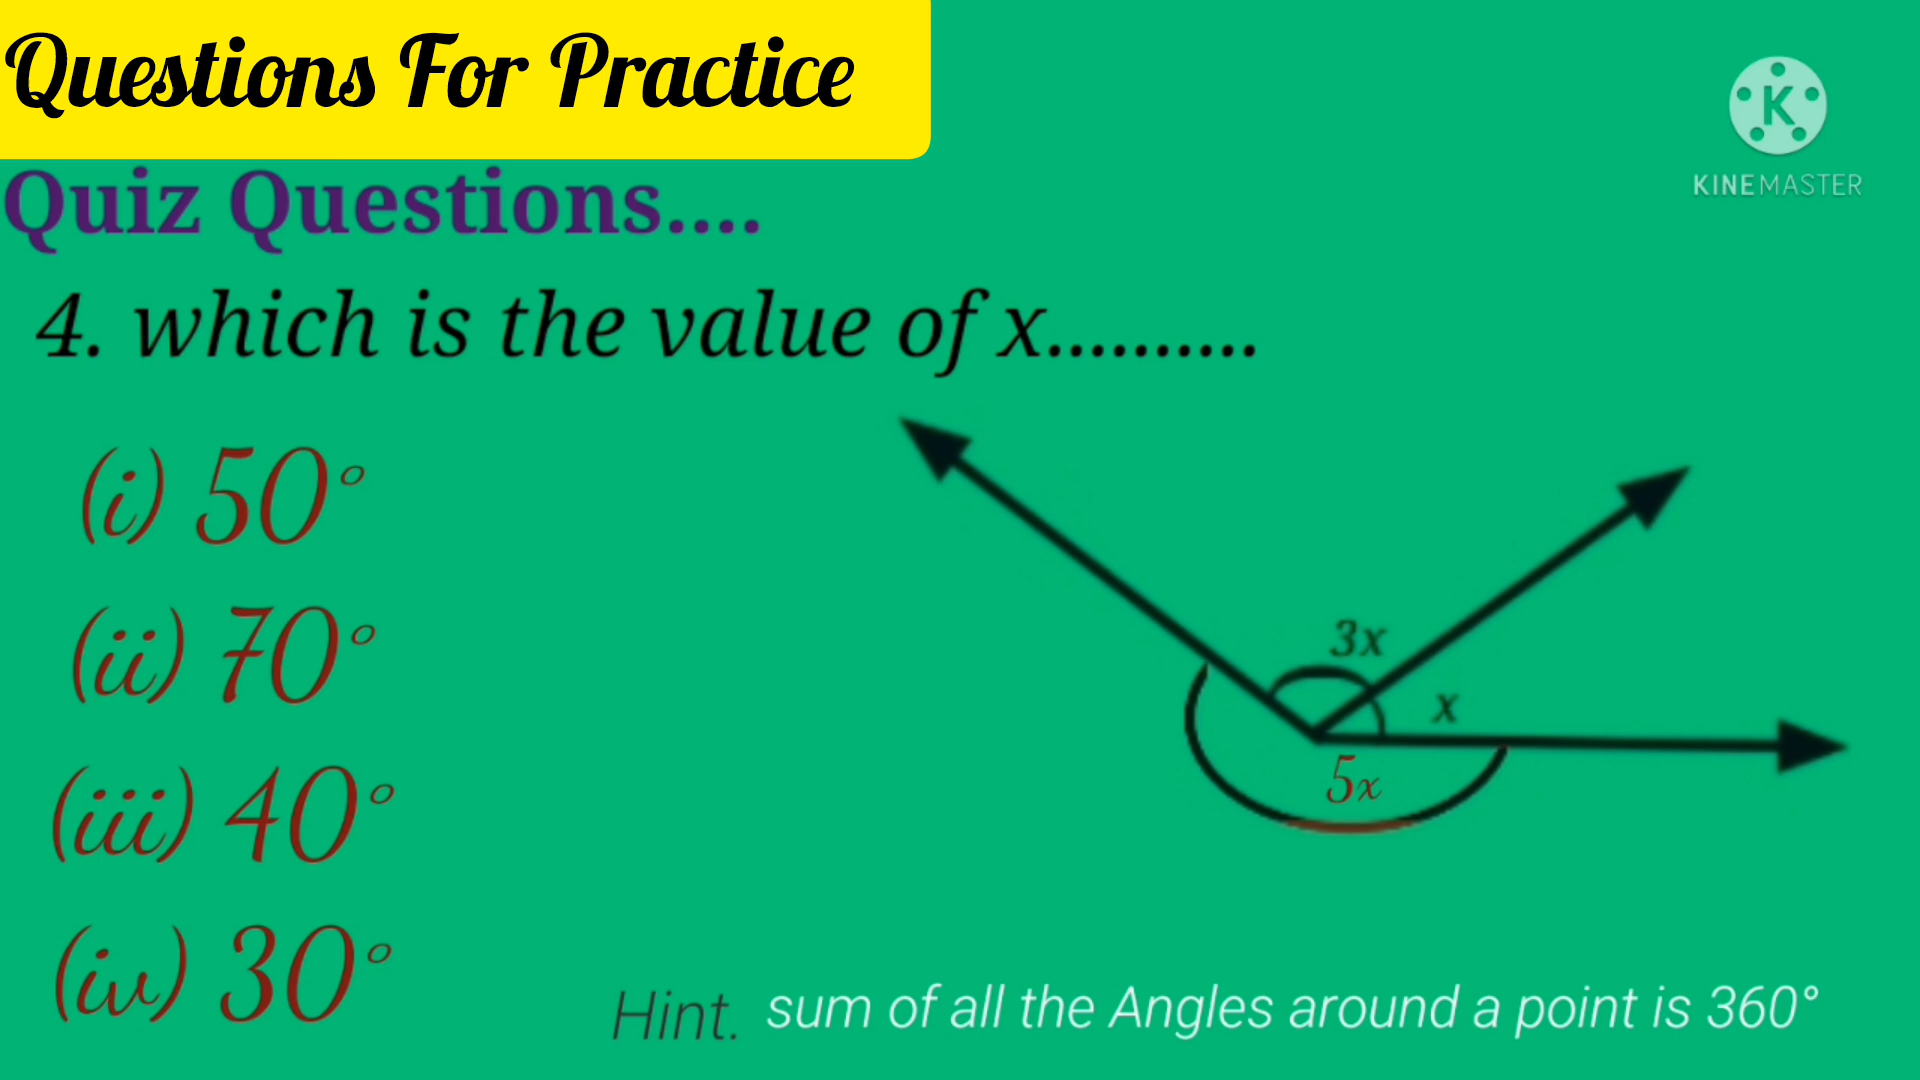 Questions For Practice
K
KINEMASTER
Quiz Questions....
4. which is the value of x..........
(i) 50°
(ii) 70°
(iii) 40°
(iv) 30°
3x
x
5x
Hint. sum of all the Angles around a point is 360°